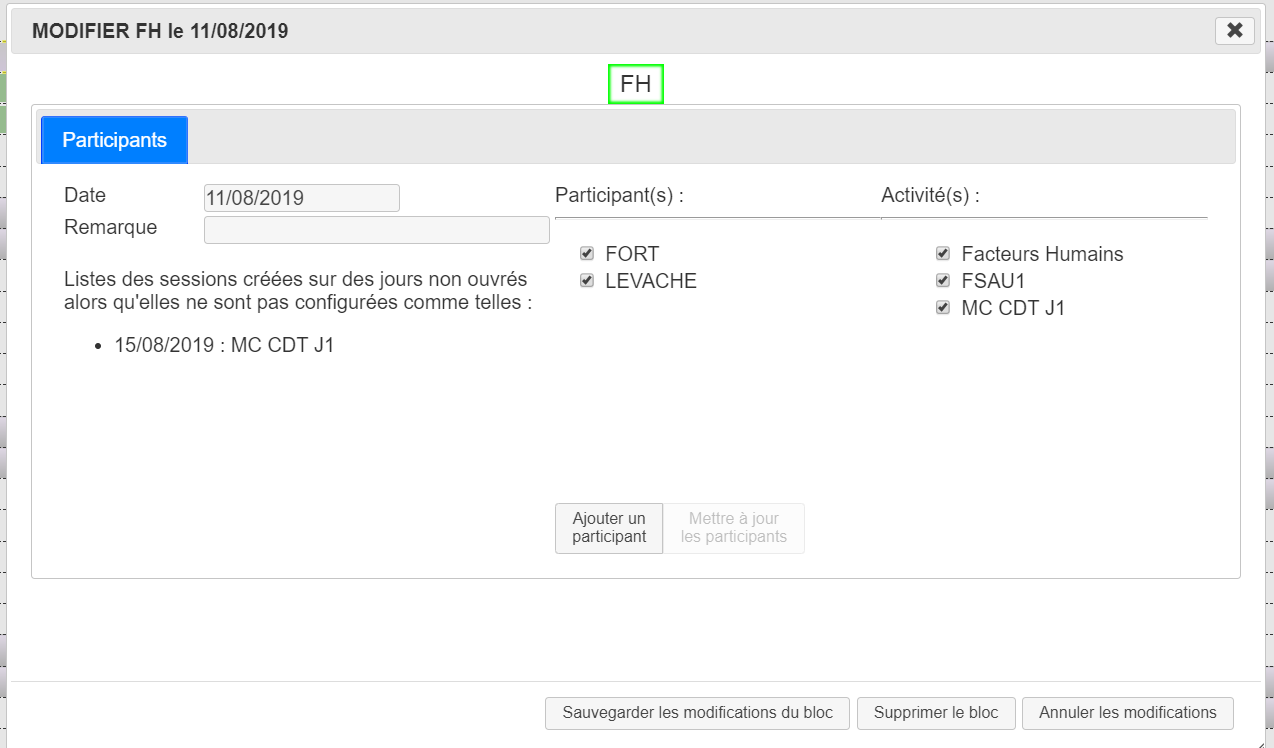 MODIFIER FH le 11/08/2019
FH
Participants
Date
11/08/2019
Remarque
Listes des sessions créées sur des jours non ouvrés
alors qu'elles ne sont pas configurées comme telles :
15/08/2019 : MC CDT J1
Participant(s) :
FORT
LEVACHE
Activité(s) :
Facteurs Humains
FSAU1
MC CDT J1
Ajouter un
participant
Mettre à jour
les participants
Sauvegarder les modifications du bloc
Supprimer le bloc
Annuler les modifications